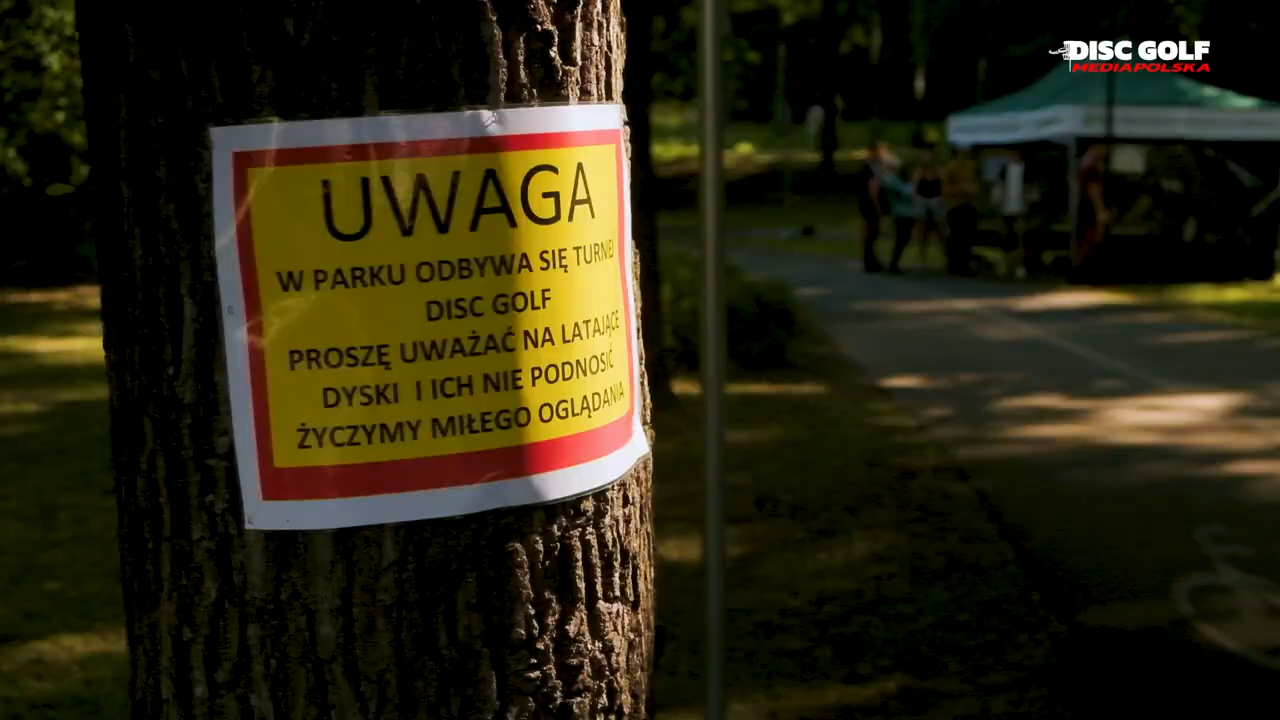 DISC GOLF
MEDIAPOLSKA
UWAGA
W PARKU ODBYWA SIĘ TURNIEJ
DISC GOLF
PROSZĘ UWAŻAĆ NA LATAJĄCE
DYSKI I ICH NIE PODNOSIĆ
ŻYCZYMY MIŁEGO OGLĄDANIA